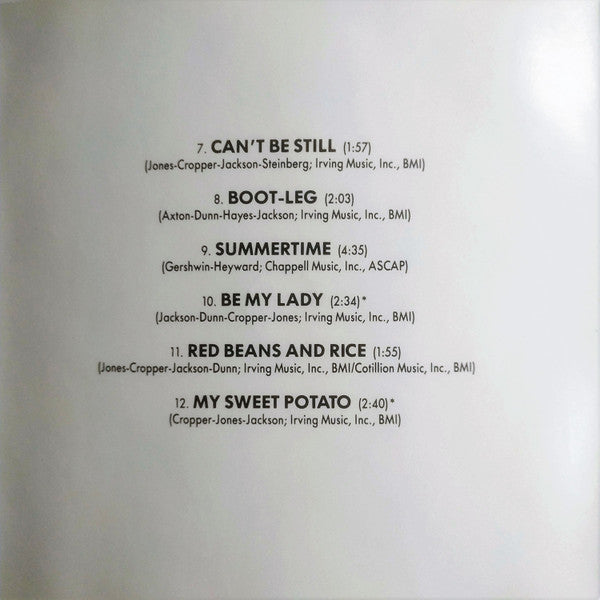 7. CAN'T BE STILL (1:57)
(Jones-Cropper-Jackson-Steinberg; Irving Music, Inc., BMI)
8. BOOT-LEG (2:03)
(Axton-Dunn-Hayes-Jackson; Irving Music, Inc., BMI)
9. SUMMERTIME (4:35)
(Gershwin-Heyward; Chappell Music, Inc., ASCAP)
10. BE MY LADY (2:34)*
(Jackson-Dunn-Cropper-Jones; Irving Music, Inc., BMI)
11. RED BEANS AND RICE (1:55)
(Jones-Cropper-Jackson-Dunn; Irving Music, Inc., BMI/Cotillion Music, Inc., BMI)
12. MY SWEET POTATO (2:40)*
(Cropper-Jones-Jackson; Irving Music, Inc., BMI)